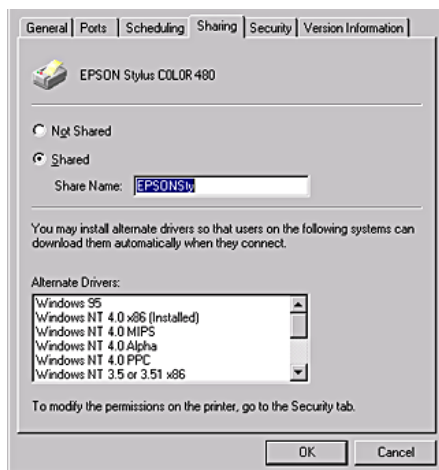 General Ports Scheduling Sharing Security Version Information
EPSON Stylus COLOR 480
Not Shared
Shared
Share Name: EPSONSty
You may install alternate drivers so that users on the following systems can
download them automatically when they connect.
Alternate Drivers:
Windows 95
Windows NT 4.0 x86 (Installed)
Windows NT 4.0 MIPS
Windows NT 4.0 Alpha
Windows NT 4.0 PPC
Windows NT 3.5 or 3.51 x86
To modify the permissions on the printer, go to the Security tab.
OK Cancel